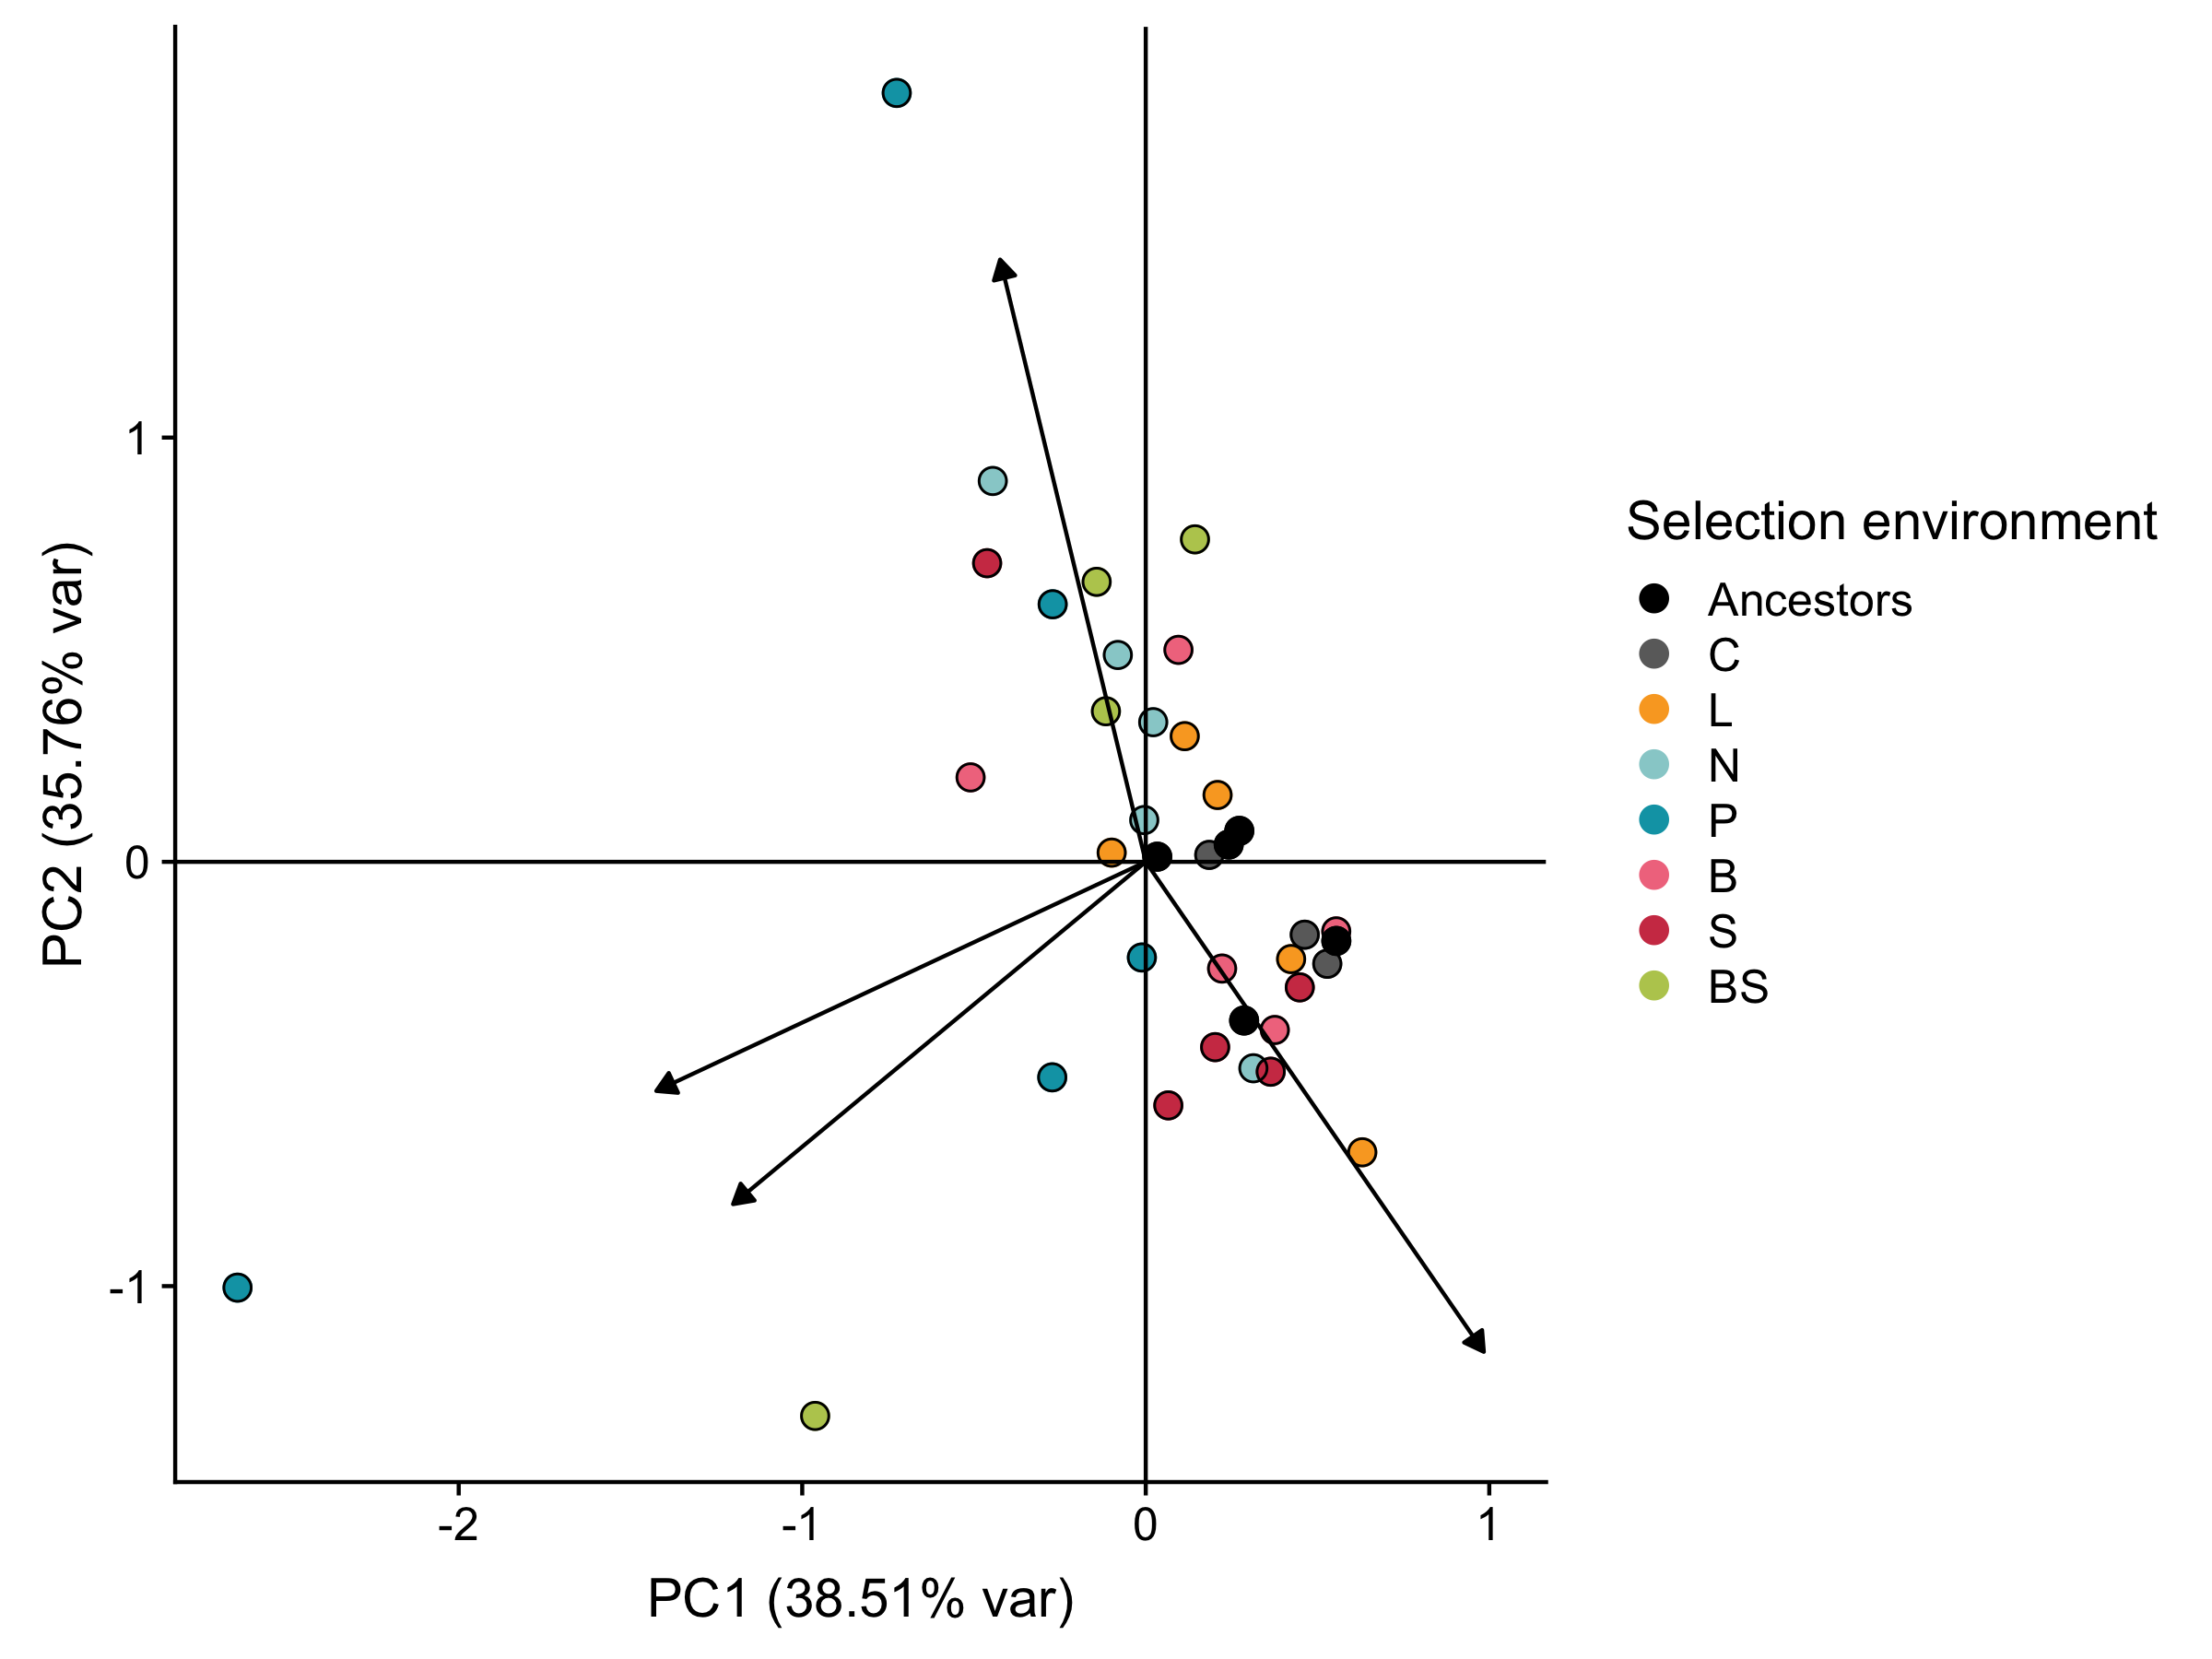 PC2 (35.76% var)
1
0
-1
-2
-1
0
1
PC1 (38.51% var)
Selection environment
Ancestors
C
L
N
P
B
S
BS